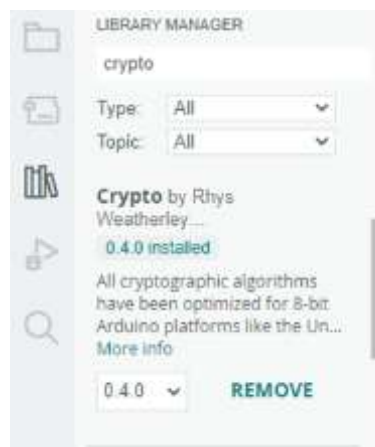 LIBRARY MANAGER
crypto
Type: All
Topic: All
Crypto by Rhys
Weatherley...
0.4.0 installed
All cryptographic algorithms
have been optimized for 8-bit
Arduino platforms like the Un...
More info
0.4.0 REMOVE